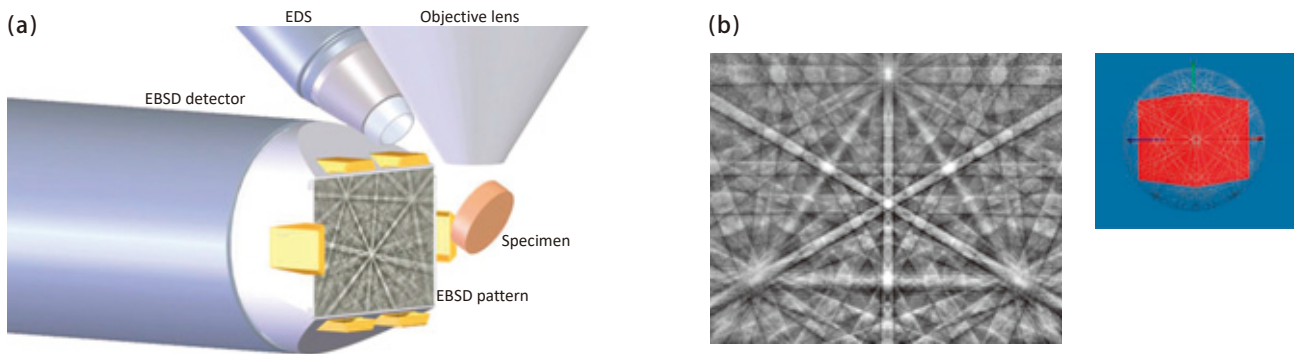 (a)
EDS
Objective lens
EBSD detector
Specimen
EBSD pattern
(b)